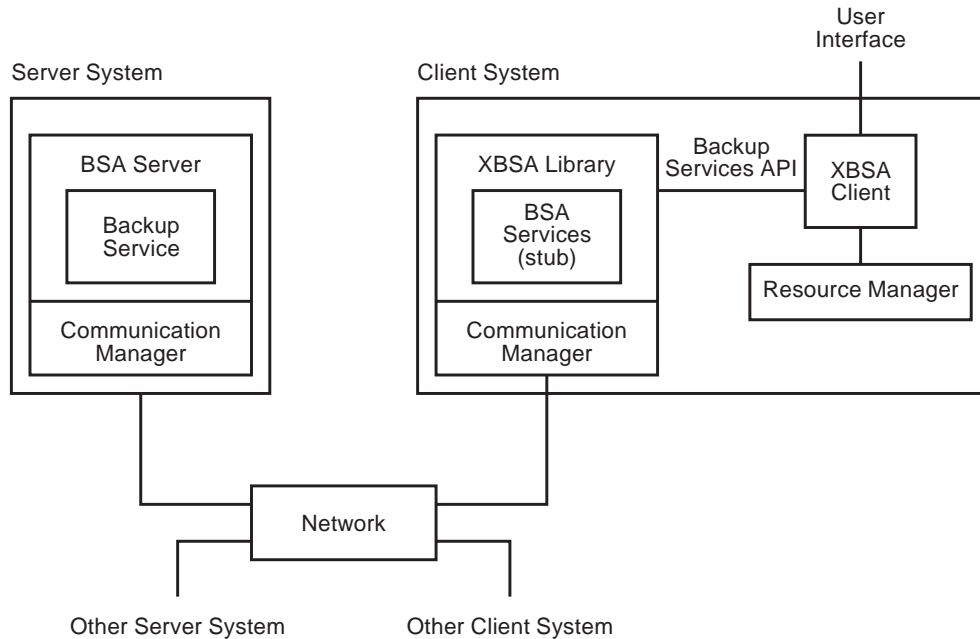 User
Interface
Server System
Client System
BSA Server
Backup
Service
Communication
Manager
XBSA Library
BSA
Services
(stub)
Communication
Manager
Backup
Services API
XBSA
Client
Resource Manager
Network
Other Server System
Other Client System